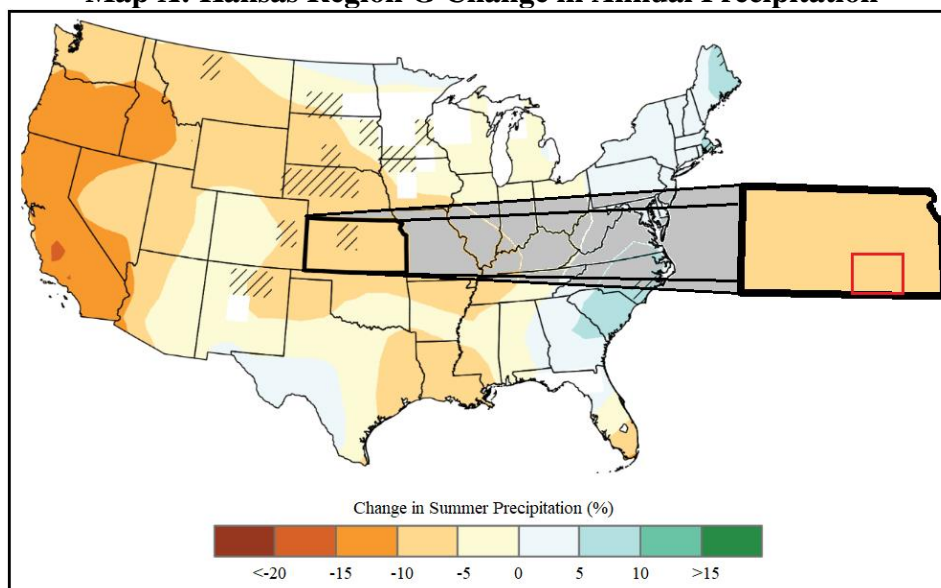 Map A: Kansas Region G Change in Annual Precipitation
Change in Summer Precipitation (%)
<-20 -15 -10 -5 0 5 10 >15